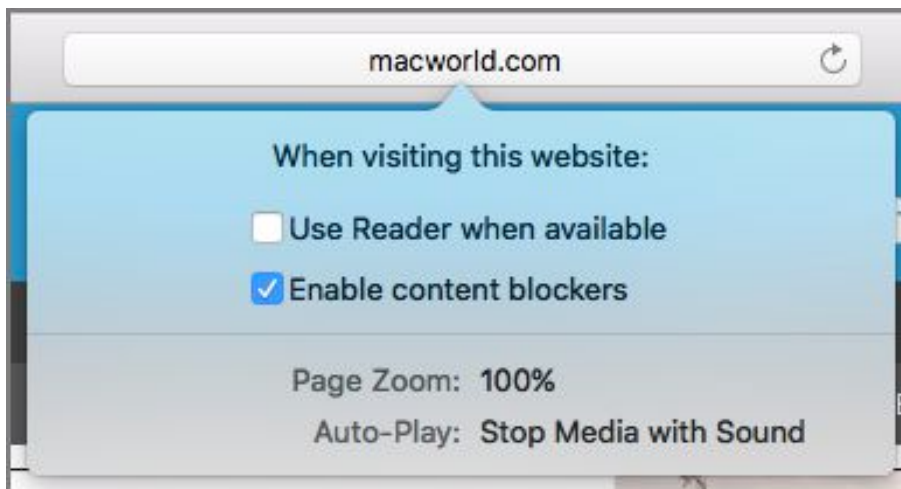 macworld.com
When visiting this website:
Use Reader when available
Enable content blockers
Page Zoom: 100%
Auto-Play: Stop Media with Sound